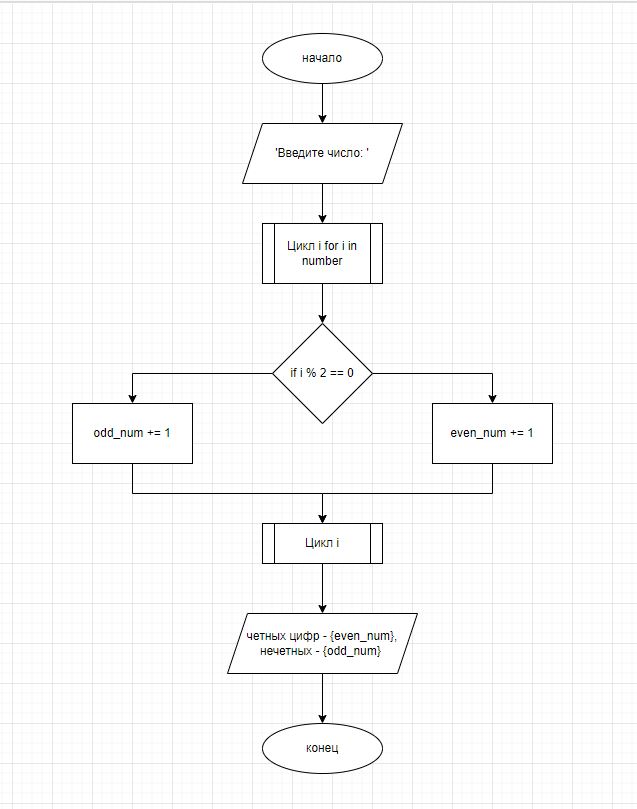 начало
'Введите число: '
Цикл i for i in
number
if i % 2 == 0
odd_num += 1
even_num += 1
Цикл i
четных цифр - {even_num},
нечетных - {odd_num}
конец